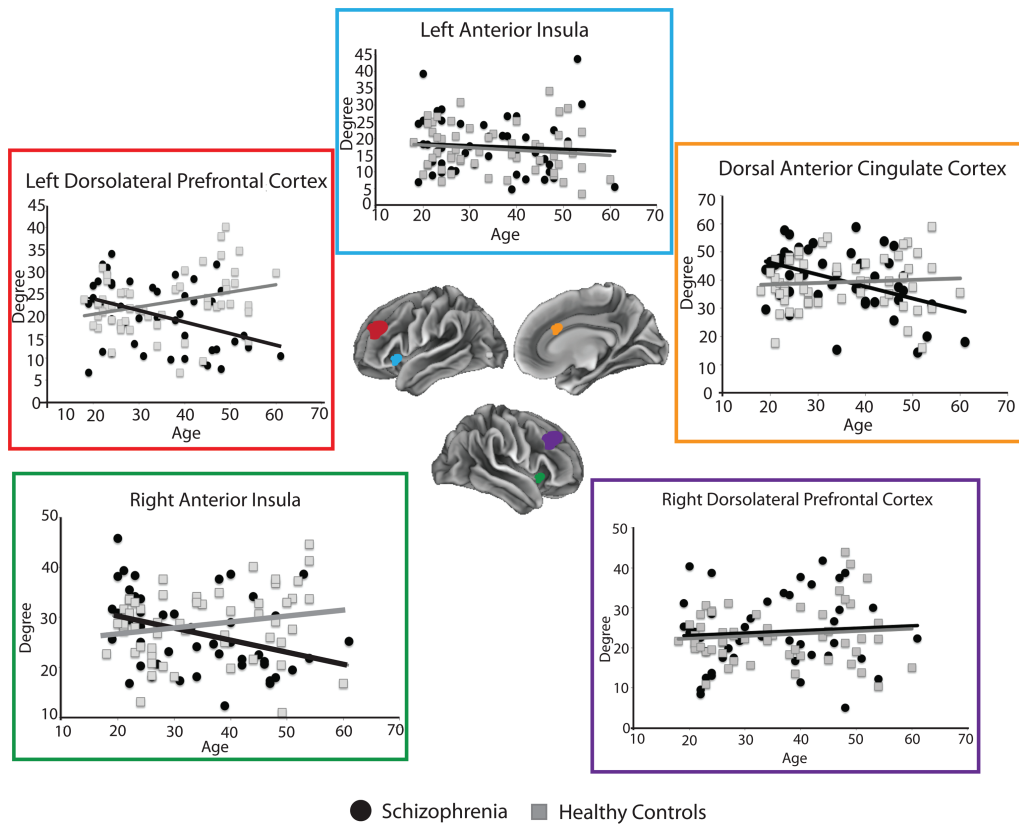 Left Anterior Insula
45
40
35
30
25
20
15
10
5
0
Degree
10 20 30 40 50 60 70
Age
Left Dorsolateral Prefrontal Cortex
45
40
35
30
25
20
15
10
5
0
Degree
10 20 30 40 50 60 70
Age
Dorsal Anterior Cingulate Cortex
70
60
50
40
30
20
10
0
Degree
10 20 30 40 50 60 70
Age
Right Anterior Insula
50
40
30
20
10
Degree
10 20 30 40 50 60 70
Age
Right Dorsolateral Prefrontal Cortex
50
40
30
20
10
0
Degree
10 20 30 40 50 60 70
Age
Schizophrenia Healthy Controls